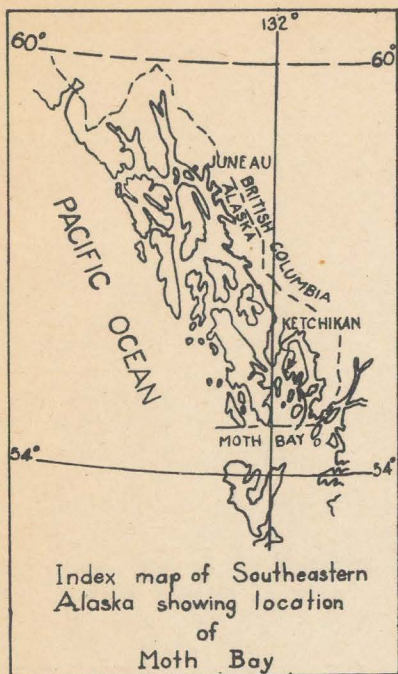 132°
60° 60°
JUNEAU
BRITISH COLUMBIA
ALASKA
PACIFIC OCEAN
KETCHIKAN
MOTH BAY
54° 54°
Index map of Southeastern
Alaska showing location
of
Moth Bay